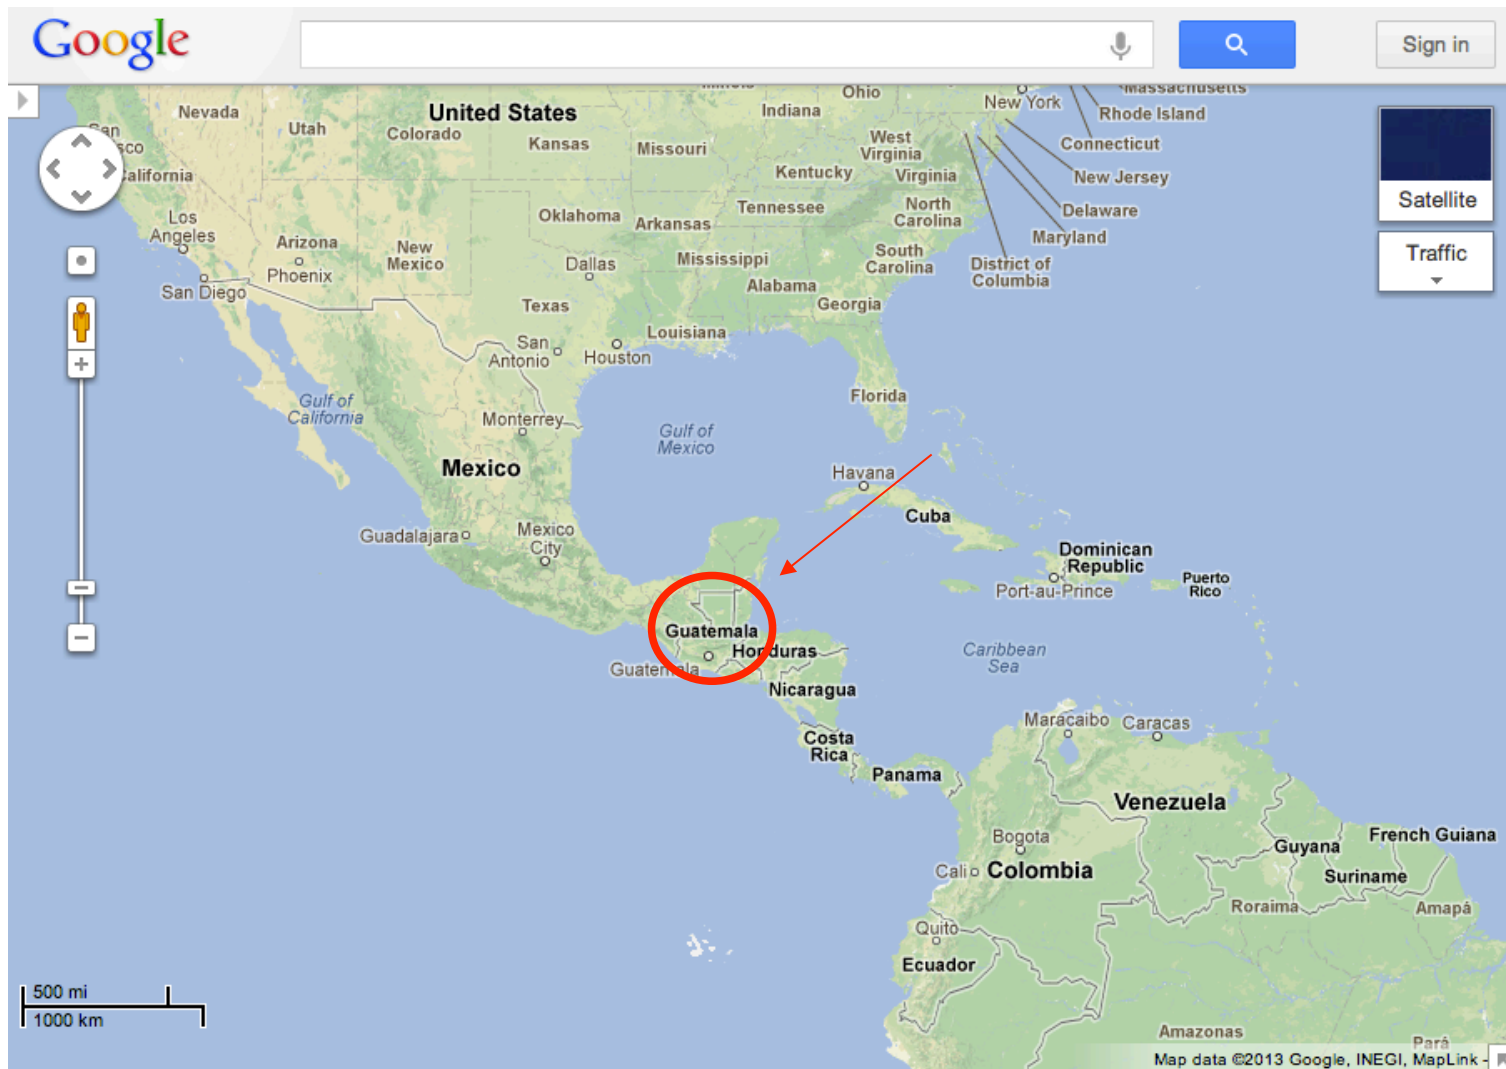 Google
Sign in
Massachusetts
Ohio
New York
Nevada
United States
Indiana
Rhode Island
Utah
Colorado
Kansas
Missouri
West
Virginia
Connecticut
California
Kentucky
Virginia
New Jersey
Satellite
Los
Angeles
Oklahoma
Arkansas
Tennessee
North
Carolina
Delaware
Maryland
Arizona
New
Mexico
Phoenix
Dallas
Mississippi
South
Carolina
District of
Columbia
Traffic
San Diego
Texas
Alabama
Georgia
Louisiana
San
Antonio
Houston
Gulf of
California
Monterrey
Gulf of
Mexico
Florida
Mexico
Havana
Cuba
Guadalajara
Mexico
City
Dominican
Republic
Port-au-Prince
Puerto
Rico
Guatemala
Honduras
Guatemala
Caribbean
Sea
Nicaragua
Maracaibo
Caracas
Costa
Rica
Panama
Venezuela
Bogota
Guyana
French Guiana
Cali
Colombia
Suriname
Roraima
Amapá
Quito
Ecuador
500 mi
1000 km
Amazonas
Pará
Map data ©2013 Google, INEGI, MapLink -